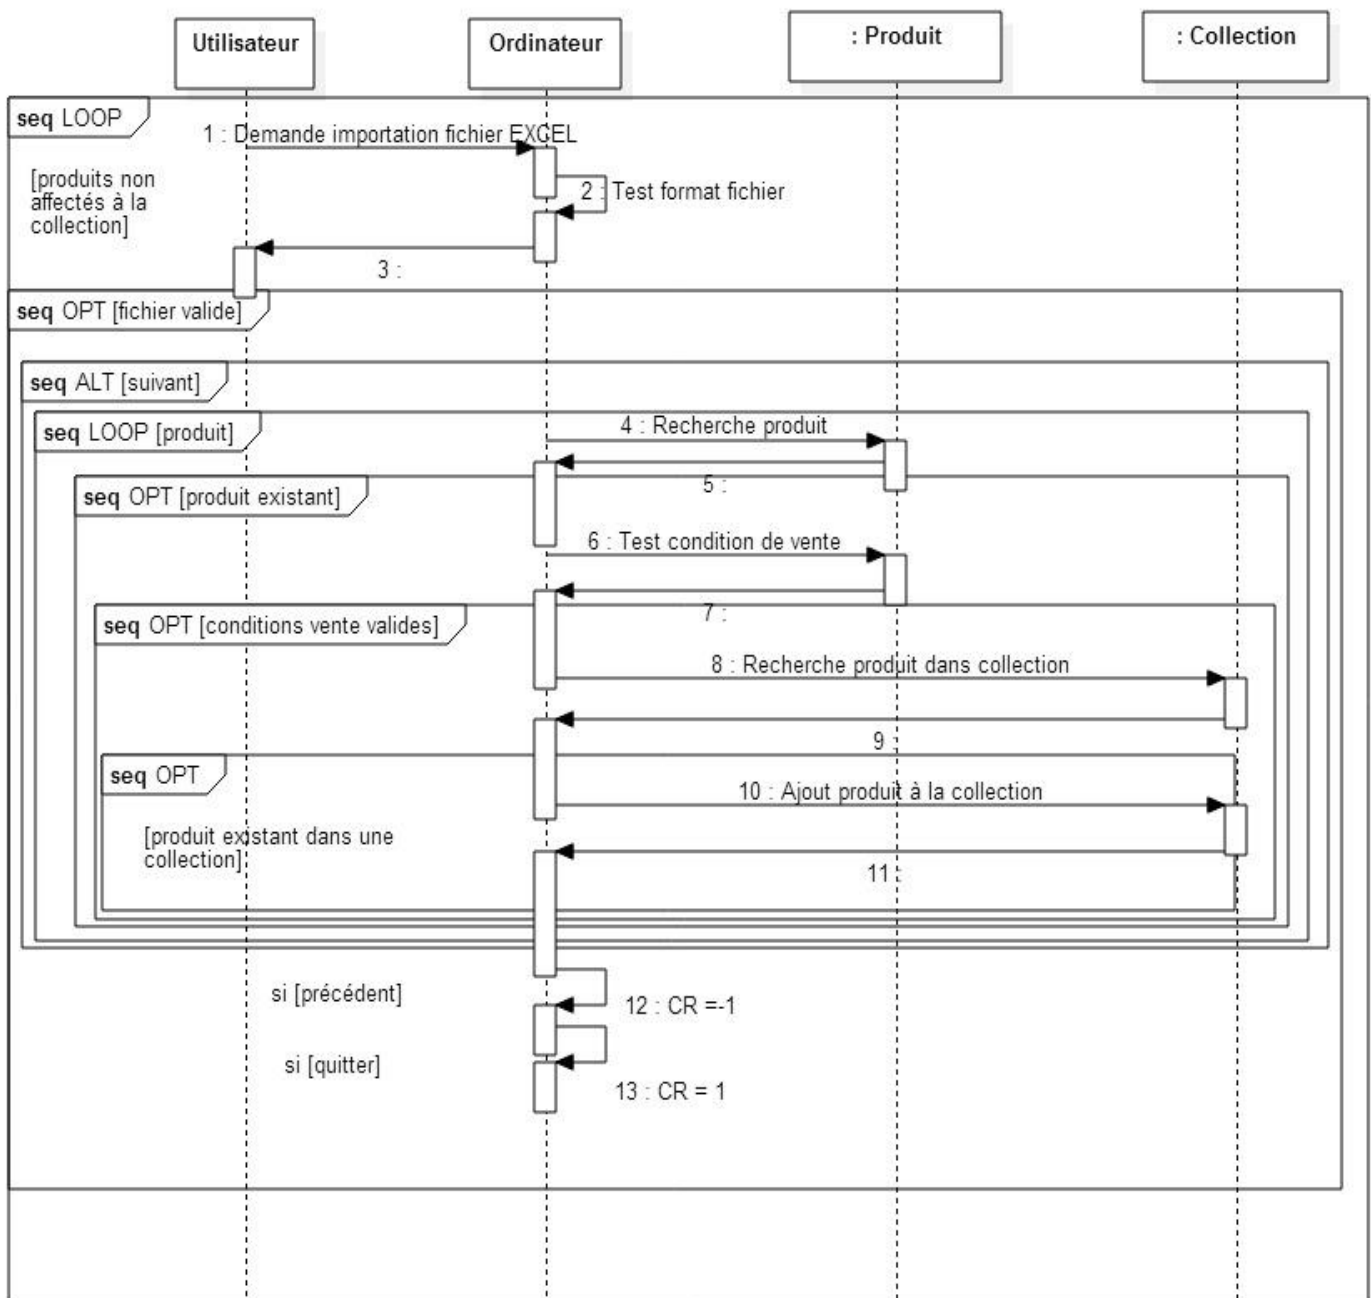 Utilisateur
Ordinateur
: Produit
: Collection
seq LOOP
1 : Demande importation fichier EXCEL
[produits non
affectés à la
collection]
2 : Test format fichier
3 :
seq OPT [fichier valide]
seq ALT [suivant]
seq LOOP [produit]
4 : Recherche produit
5 :
seq OPT [produit existant]
6 : Test condition de vente
7 :
seq OPT [conditions vente valides]
8 : Recherche produit dans collection
9 :
seq OPT
10 : Ajout produit à la collection
[produit existant dans une
collection]
11 :
si [précédent]
12 : CR =-1
si [quitter]
13 : CR = 1